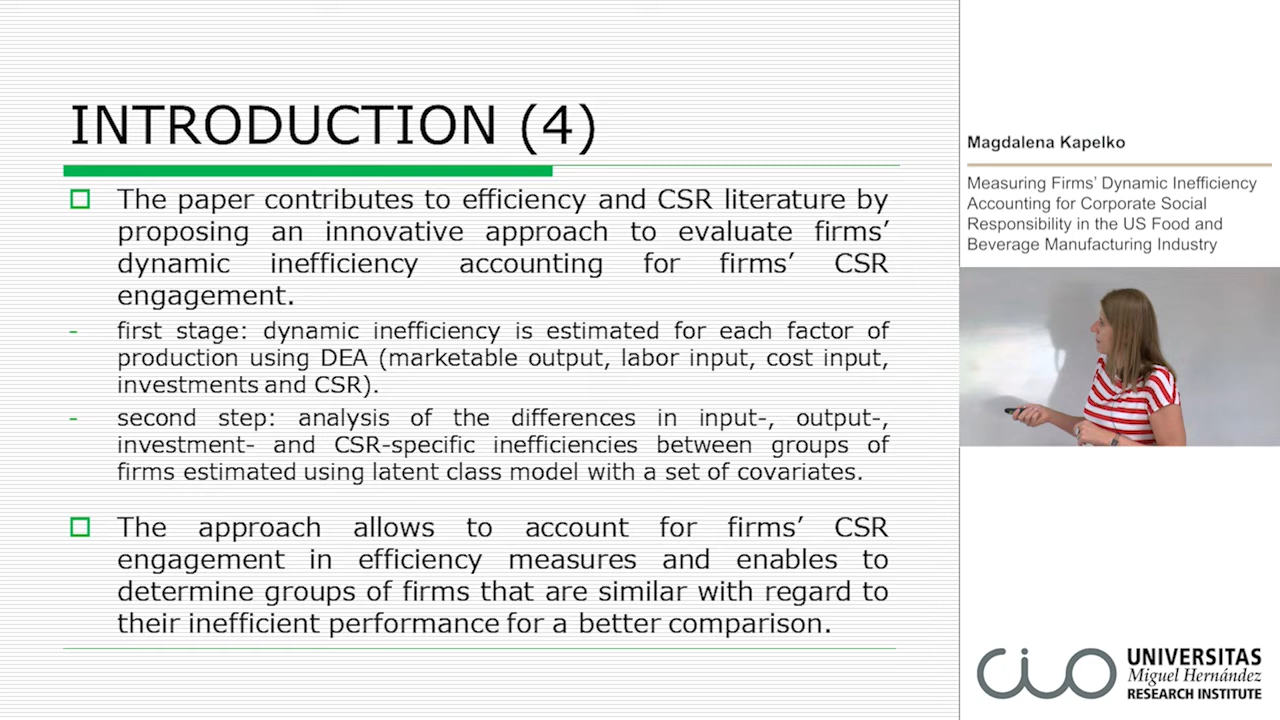 INTRODUCTION (4)
The paper contributes to efficiency and CSR literature by
proposing an innovative approach to evaluate firms'
dynamic inefficiency accounting for firms' CSR
engagement.
- first stage: dynamic inefficiency is estimated for each factor of
production using DEA (marketable output, labor input, cost input,
investments and CSR).
- second step: analysis of the differences in input-, output-,
investment- and CSR-specific inefficiencies between groups of
firms estimated using latent class model with a set of covariates.
The approach allows to account for firms' CSR
engagement in efficiency measures and enables to
determine groups of firms that are similar with regard to
their inefficient performance for a better comparison.
Magdalena Kapelko
Measuring Firms' Dynamic Inefficiency
Accounting for Corporate Social
Responsibility in the US Food and
Beverage Manufacturing Industry
cio
UNIVERSITAS
Miguel Hernández
RESEARCH INSTITUTE